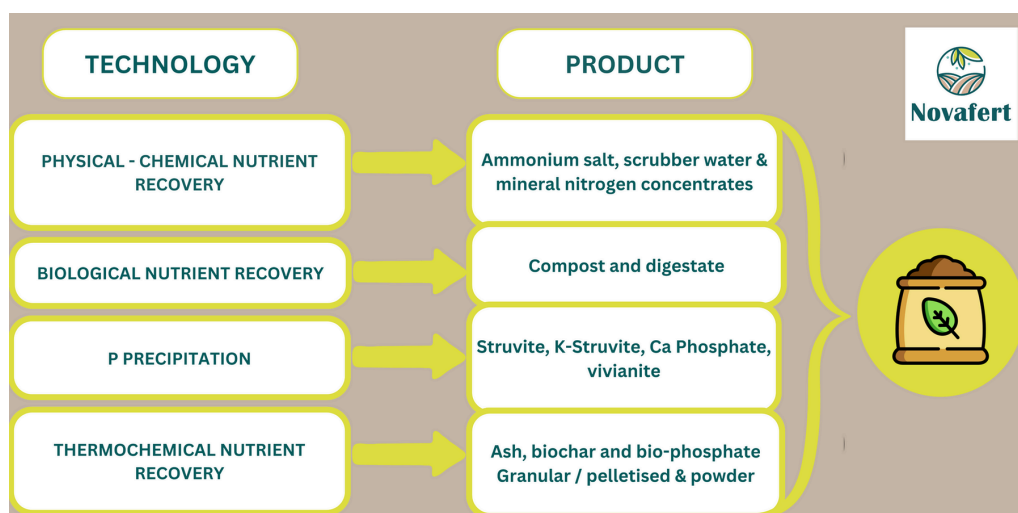 TECHNOLOGY
PRODUCT
Novafert
PHYSICAL - CHEMICAL NUTRIENT
RECOVERY
Ammonium salt, scrubber water &
mineral nitrogen concentrates
BIOLOGICAL NUTRIENT RECOVERY
Compost and digestate
P PRECIPITATION
Struvite, K-Struvite, Ca Phosphate,
vivianite
THERMOCHEMICAL NUTRIENT
RECOVERY
Ash, biochar and bio-phosphate
Granular / pelletised & powder